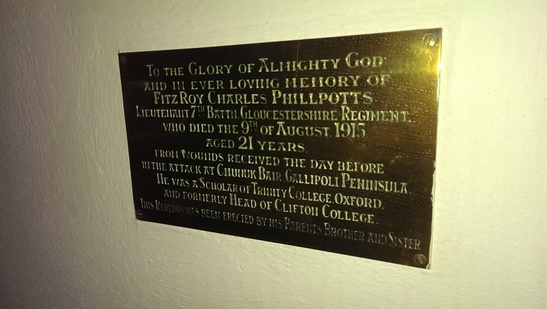 To the Glory of Almighty God
and in ever loving memory of
FitzRoy Charles Phillpotts
Lieutenant 7th Battn Gloucestershire Regiment,
who died the 9th of August 1915
aged 21 years
from wounds received the day before
in the attack at Chunuk Bair, Gallipoli Peninsula.
He was a Scholar of Trinity College, Oxford,
and formerly Head of Clifton College.
This Reredos has been erected by his Parents Brother and Sister